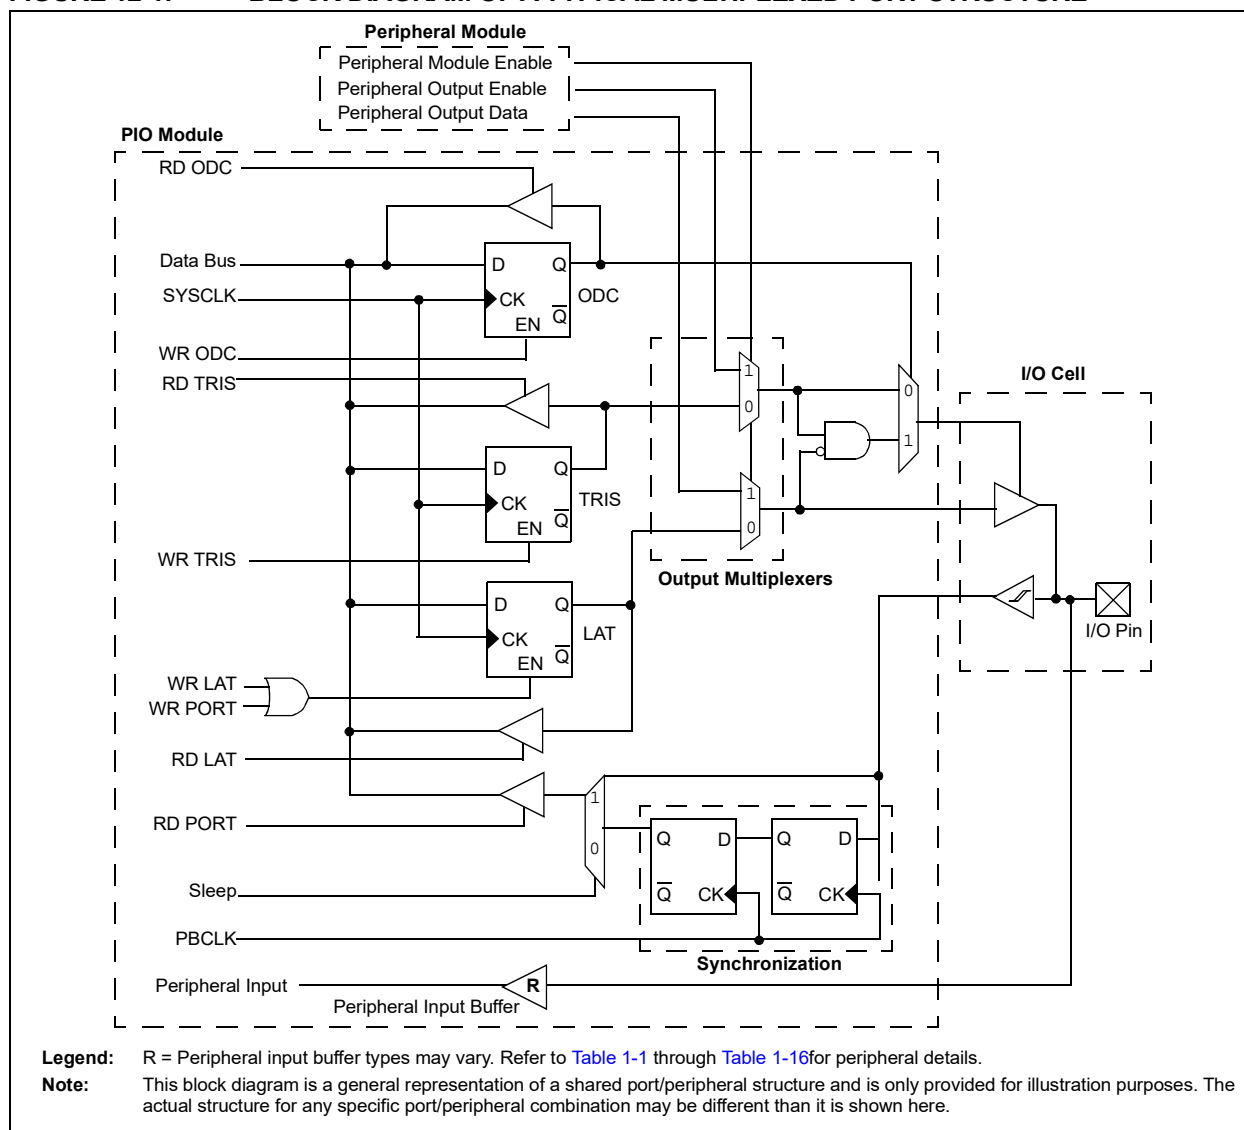 Peripheral Module
Peripheral Module Enable
Peripheral Output Enable
Peripheral Output Data
PIO Module
RD ODC
Data Bus
D
Q
SYSCLK
CK
ODC
EN
Q
WR ODC
RD TRIS
1
0
I/O Cell
0
1
D
Q
CK
TRIS
EN
Q
1
0
WR TRIS
Output Multiplexers
D
Q
CK
LAT
EN
Q
I/O Pin
WR LAT
WR PORT
RD LAT
1
RD PORT
0
Q
D
Q
D
Q
CK
Q
CK
Sleep
PBCLK
Synchronization
Peripheral Input
R
Peripheral Input Buffer
Legend: R = Peripheral input buffer types may vary. Refer to Table 1-1 through Table 1-16for peripheral details.
Note: This block diagram is a general representation of a shared port/peripheral structure and is only provided for illustration purposes. The
actual structure for any specific port/peripheral combination may be different than it is shown here.